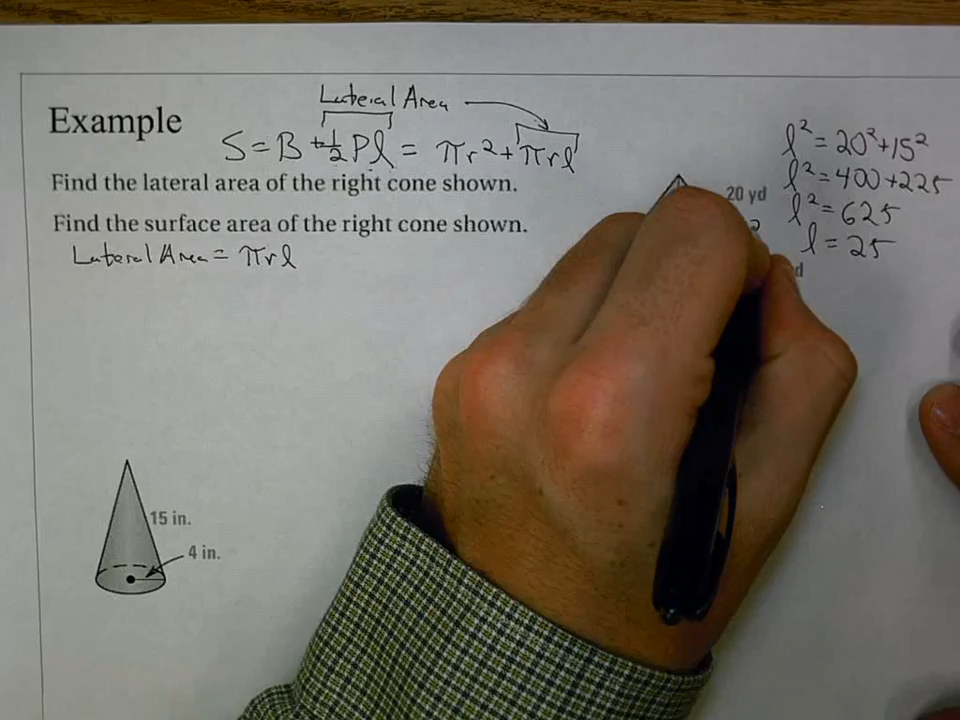 Lateral Area
Example
S = B + 1/2 Pl = πr² + πrl
Find the lateral area of the right cone shown.
Find the surface area of the right cone shown.
Lateral Area = πrl
20 yd
l² = 20² + 15²
l² = 400 + 225
l² = 625
l = 25
15 in.
4 in.